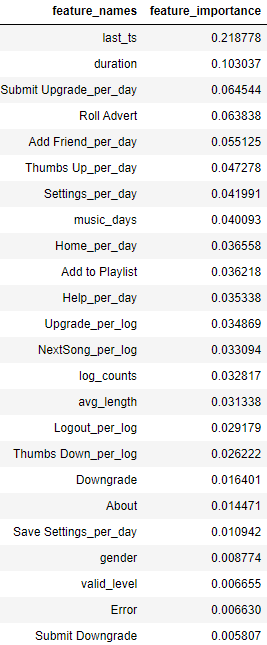 feature_names feature_importance
last_ts 0.218778
duration 0.103037
Submit Upgrade_per_day 0.064544
Roll Advert 0.063838
Add Friend_per_day 0.055125
Thumbs Up_per_day 0.047278
Settings_per_day 0.041991
music_days 0.040093
Home_per_day 0.036558
Add to Playlist 0.036218
Help_per_day 0.035338
Upgrade_per_log 0.034869
NextSong_per_log 0.033094
log_counts 0.032817
avg_length 0.031338
Logout_per_log 0.029179
Thumbs Down_per_log 0.026222
Downgrade 0.016401
About 0.014471
Save Settings_per_day 0.010942
gender 0.008774
valid_level 0.006655
Error 0.006630
Submit Downgrade 0.005807